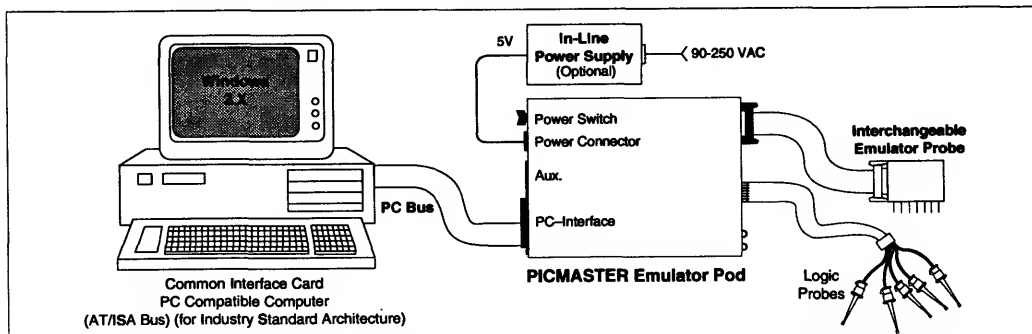 Windows
3.X
5V
In-Line
Power Supply
(Optional)
90-250 VAC
Power Switch
Power Connector
Aux.
PC–Interface
Interchangeable
Emulator Probe
PC Bus
PICMASTER Emulator Pod
Logic
Probes
Common Interface Card
PC Compatible Computer
(AT/ISA Bus) (for Industry Standard Architecture)